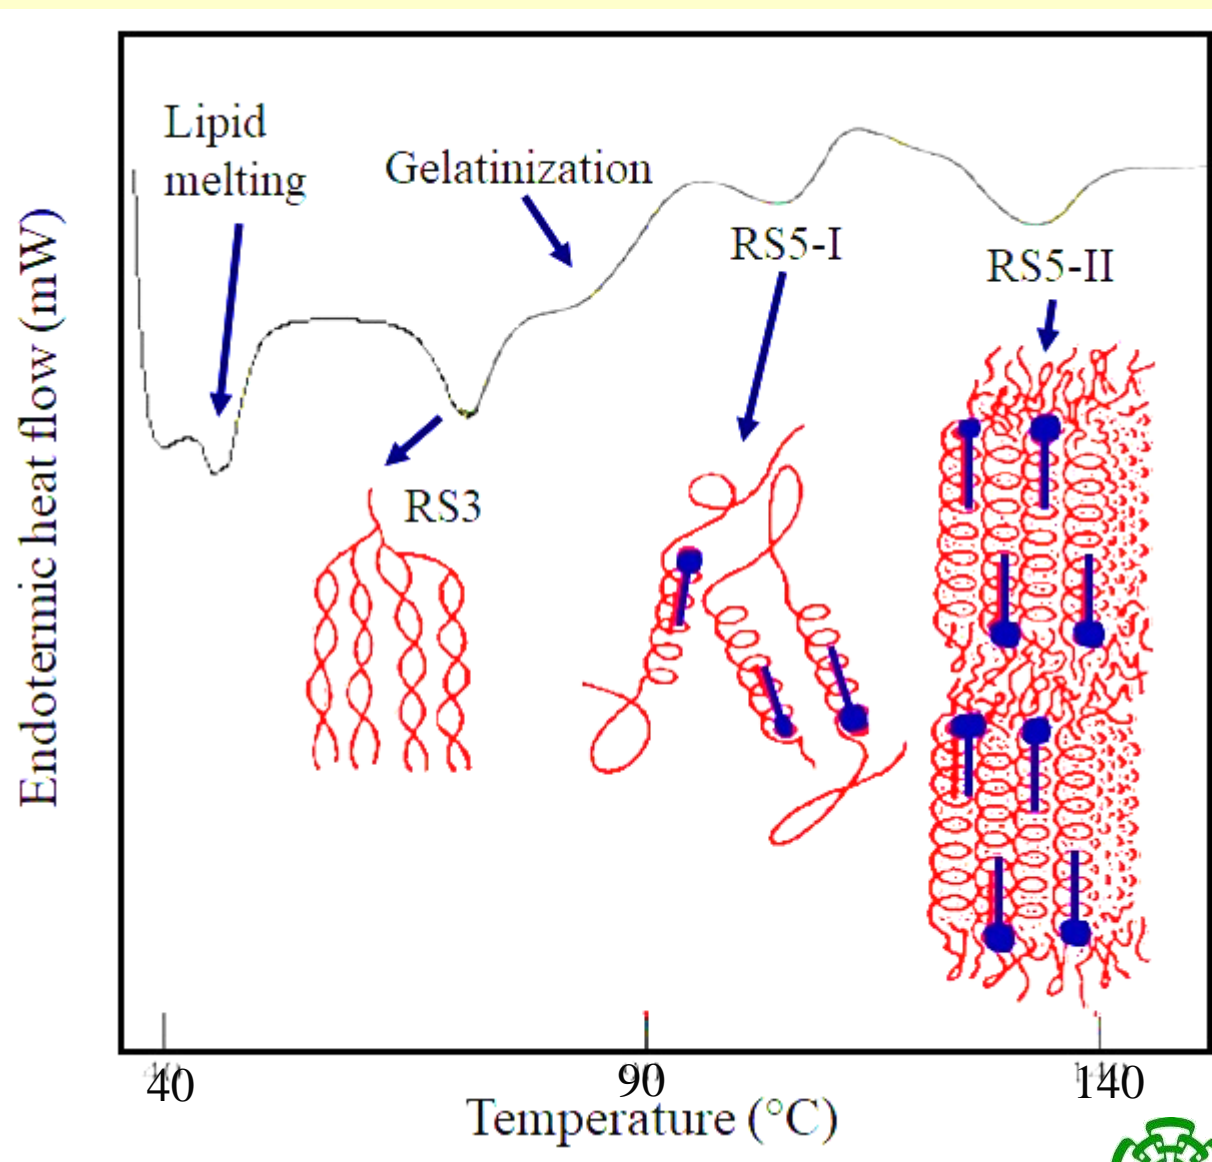 Lipid
melting
Gelatinization
RS5-I
RS5-II
RS3
Endotermic heat flow (mW)
40
90
140
Temperature (°C)